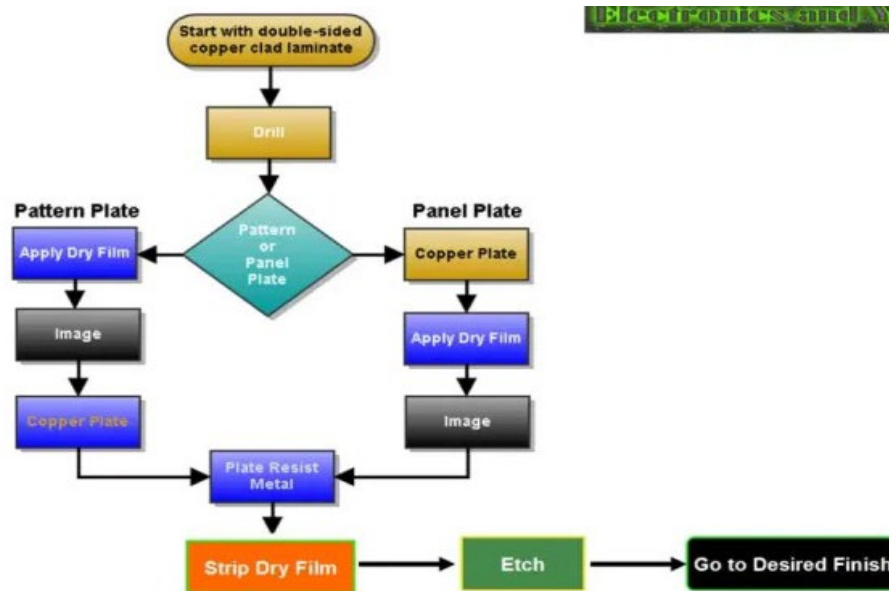 Electronics and
Start with double-sided
copper clad laminate
Drill
Pattern
or
Panel
Plate
Pattern Plate
Apply Dry Film
Image
Copper Plate
Panel Plate
Copper Plate
Apply Dry Film
Image
Plate Resist
Metal
Strip Dry Film
Etch
Go to Desired Finish